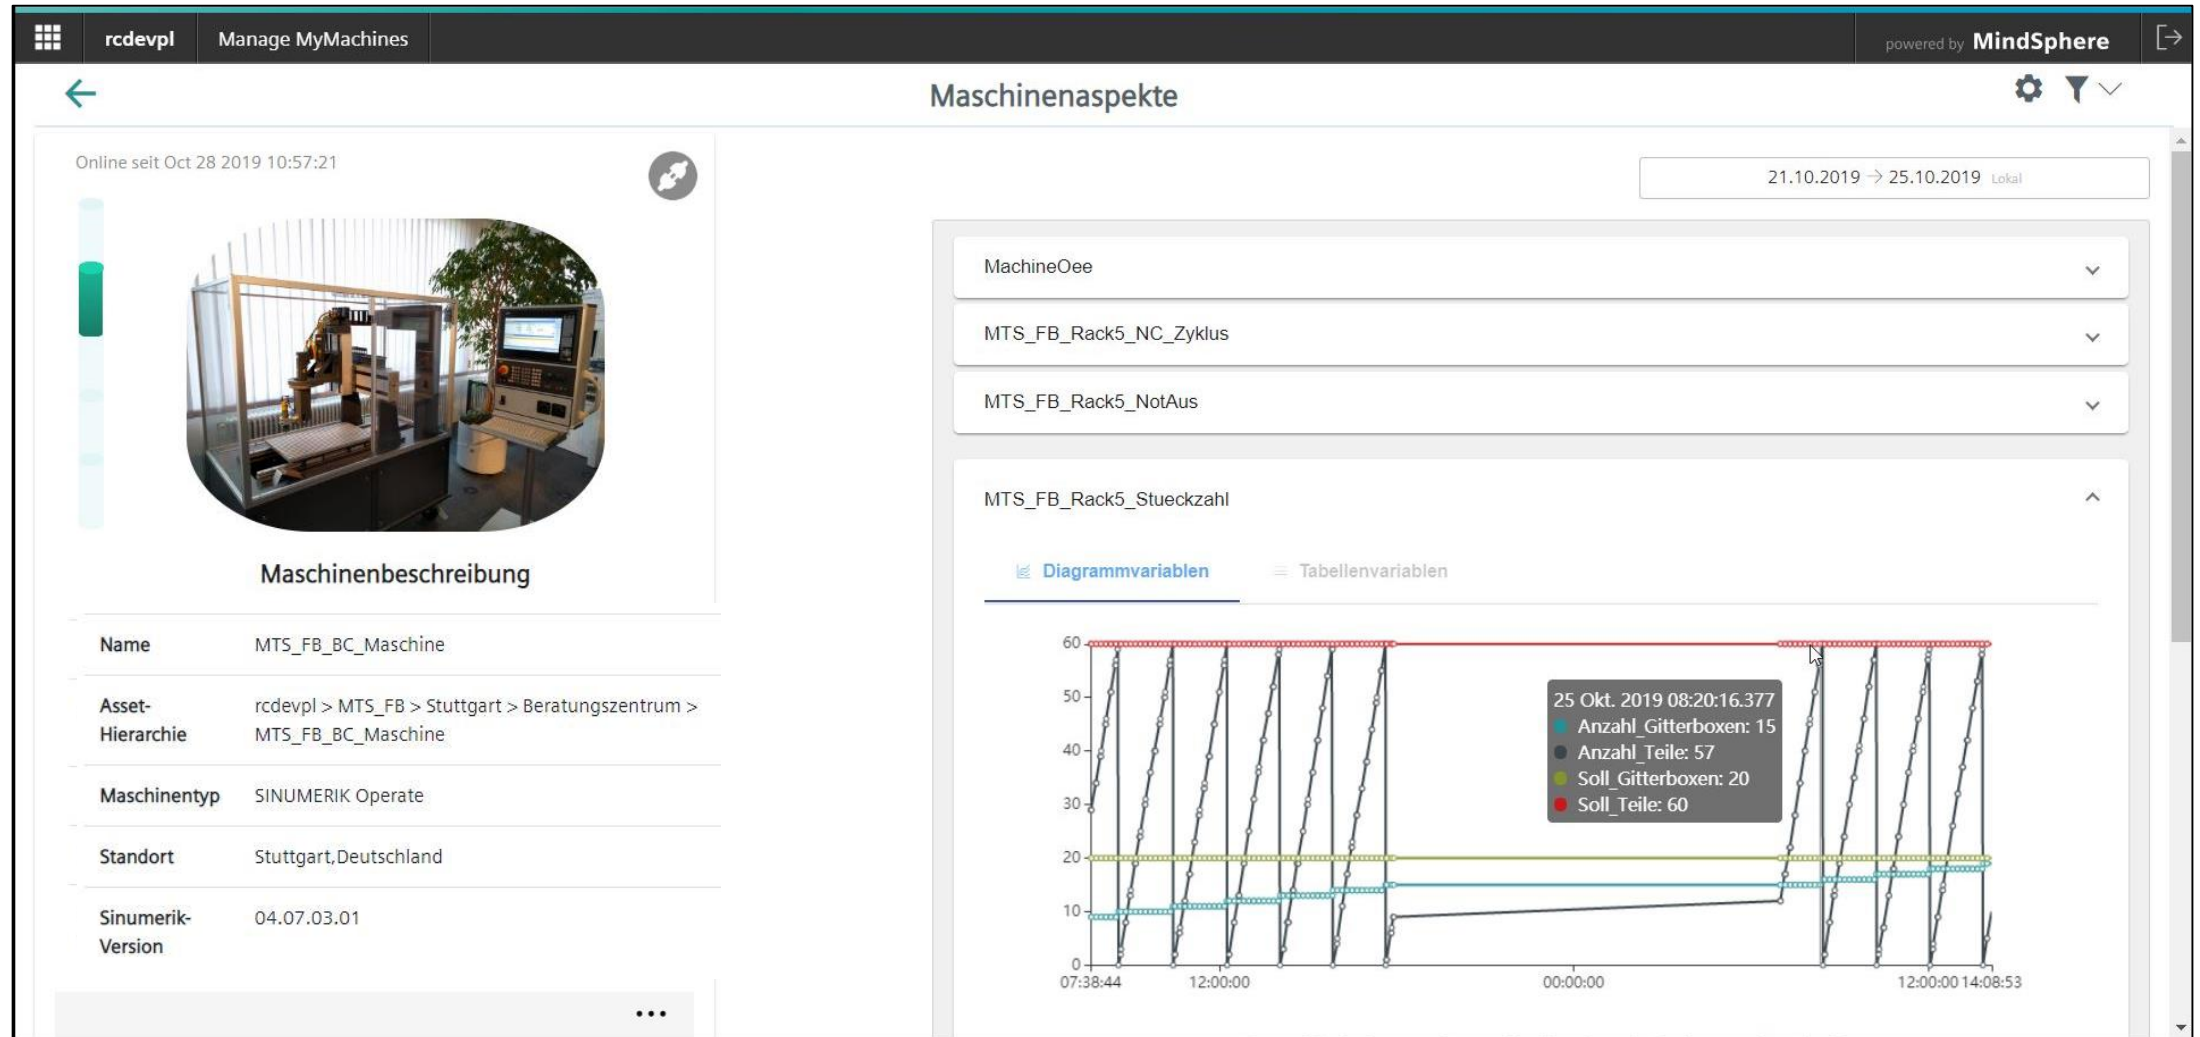 rcdevpl Manage MyMachines powered by MindSphere
Maschinenaspekte
Online seit Oct 28 2019 10:57:21
Maschinenbeschreibung
Name MTS_FB_BC_Maschine
Asset-Hierarchie rcdevpl > MTS_FB > Stuttgart > Beratungszentrum >
MTS_FB_BC_Maschine
Maschinentyp SINUMERIK Operate
Standort Stuttgart,Deutschland
Sinumerik-
Version
04.07.03.01
...
21.10.2019 → 25.10.2019 Lokal
MachineOee
MTS_FB_Rack5_NC_Zyklus
MTS_FB_Rack5_NotAus
MTS_FB_Rack5_Stueckzahl
Diagrammvariablen Tabellenvariablen
60
50
40
30
20
10
0
25 Okt. 2019 08:20:16.377
Anzahl_Gitterboxen: 15
Anzahl_Teile: 57
Soll_Gitterboxen: 20
Soll_Teile: 60
07:38:44 12:00:00 00:00:00 12:00:00 14:08:53